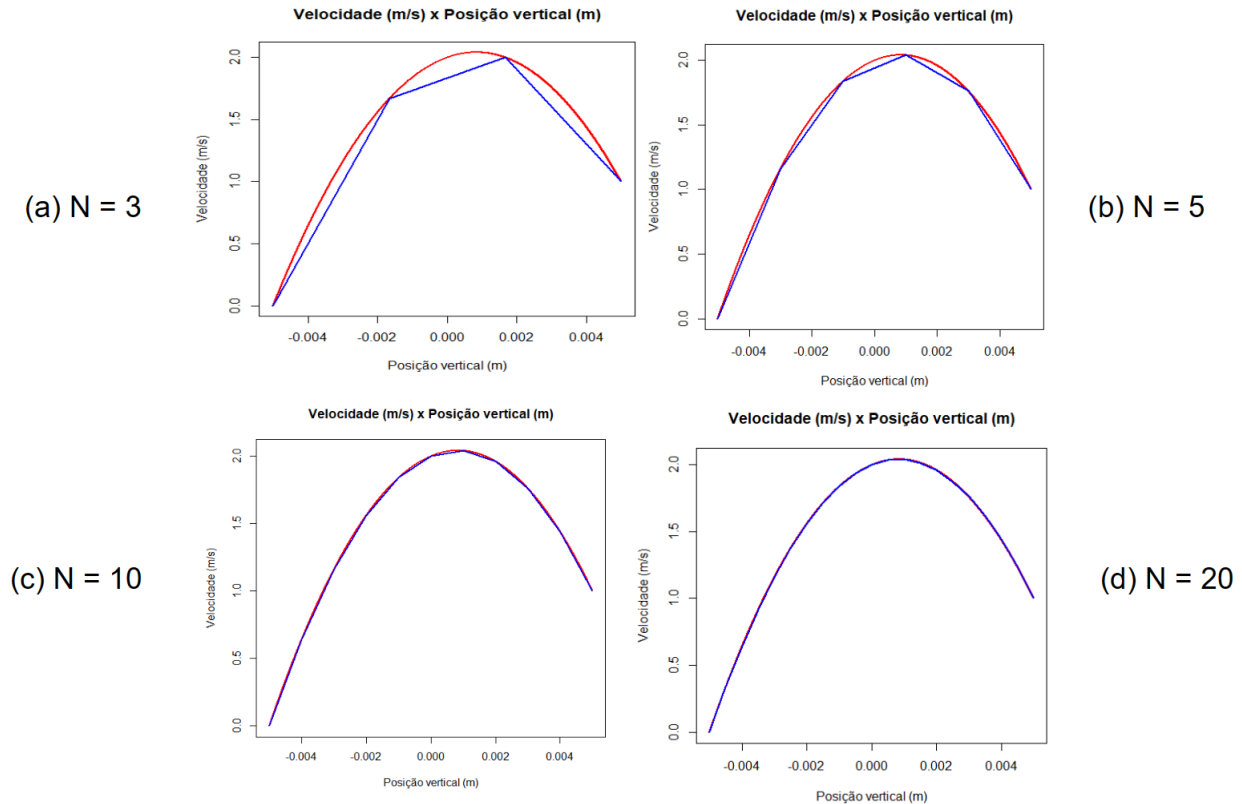 Velocidade (m/s) x Posição vertical (m)
Velocidade (m/s)
0.0
0.5
1.0
1.5
2.0
-0.004
-0.002
0.000
0.002
0.004
Posição vertical (m)
(a) N = 3
Velocidade (m/s) x Posição vertical (m)
Velocidade (m/s)
0.0
0.5
1.0
1.5
2.0
-0.004
-0.002
0.000
0.002
0.004
Posição vertical (m)
(b) N = 5
Velocidade (m/s) x Posição vertical (m)
Velocidade (m/s)
0.0
0.5
1.0
1.5
2.0
-0.004
-0.002
0.000
0.002
0.004
Posição vertical (m)
(c) N = 10
Velocidade (m/s) x Posição vertical (m)
Velocidade (m/s)
0.0
0.5
1.0
1.5
2.0
-0.004
-0.002
0.000
0.002
0.004
Posição vertical (m)
(d) N = 20